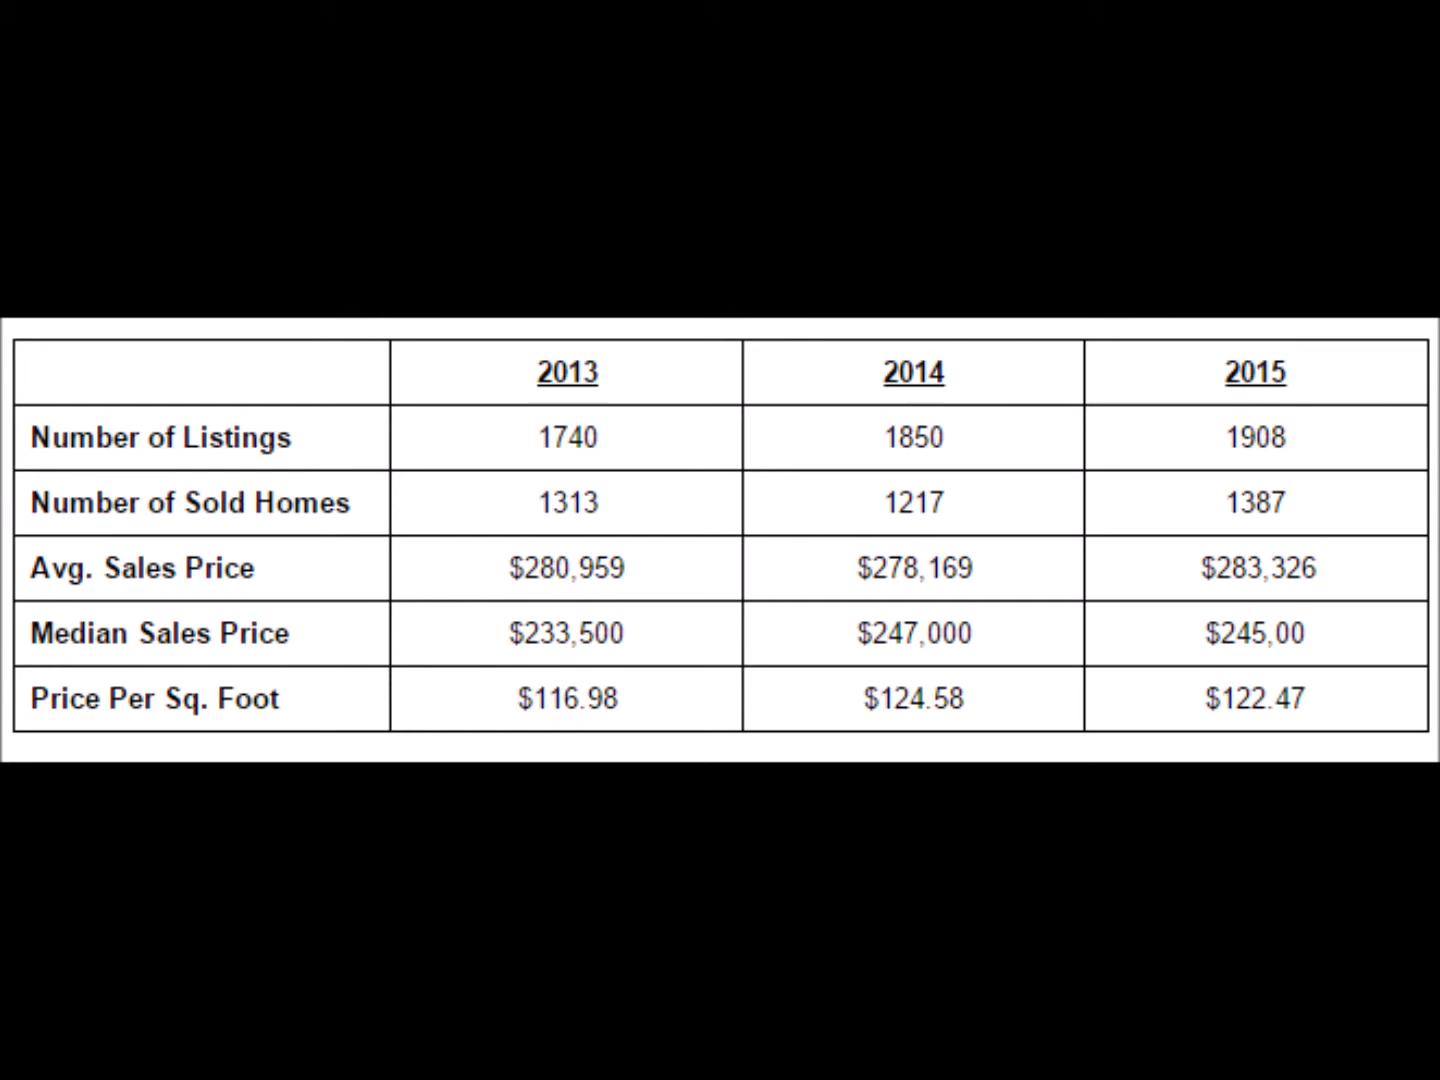 2013 2014 2015
Number of Listings 1740 1850 1908
Number of Sold Homes 1313 1217 1387
Avg. Sales Price $280,959 $278,169 $283,326
Median Sales Price $233,500 $247,000 $245,00
Price Per Sq. Foot $116.98 $124.58 $122.47